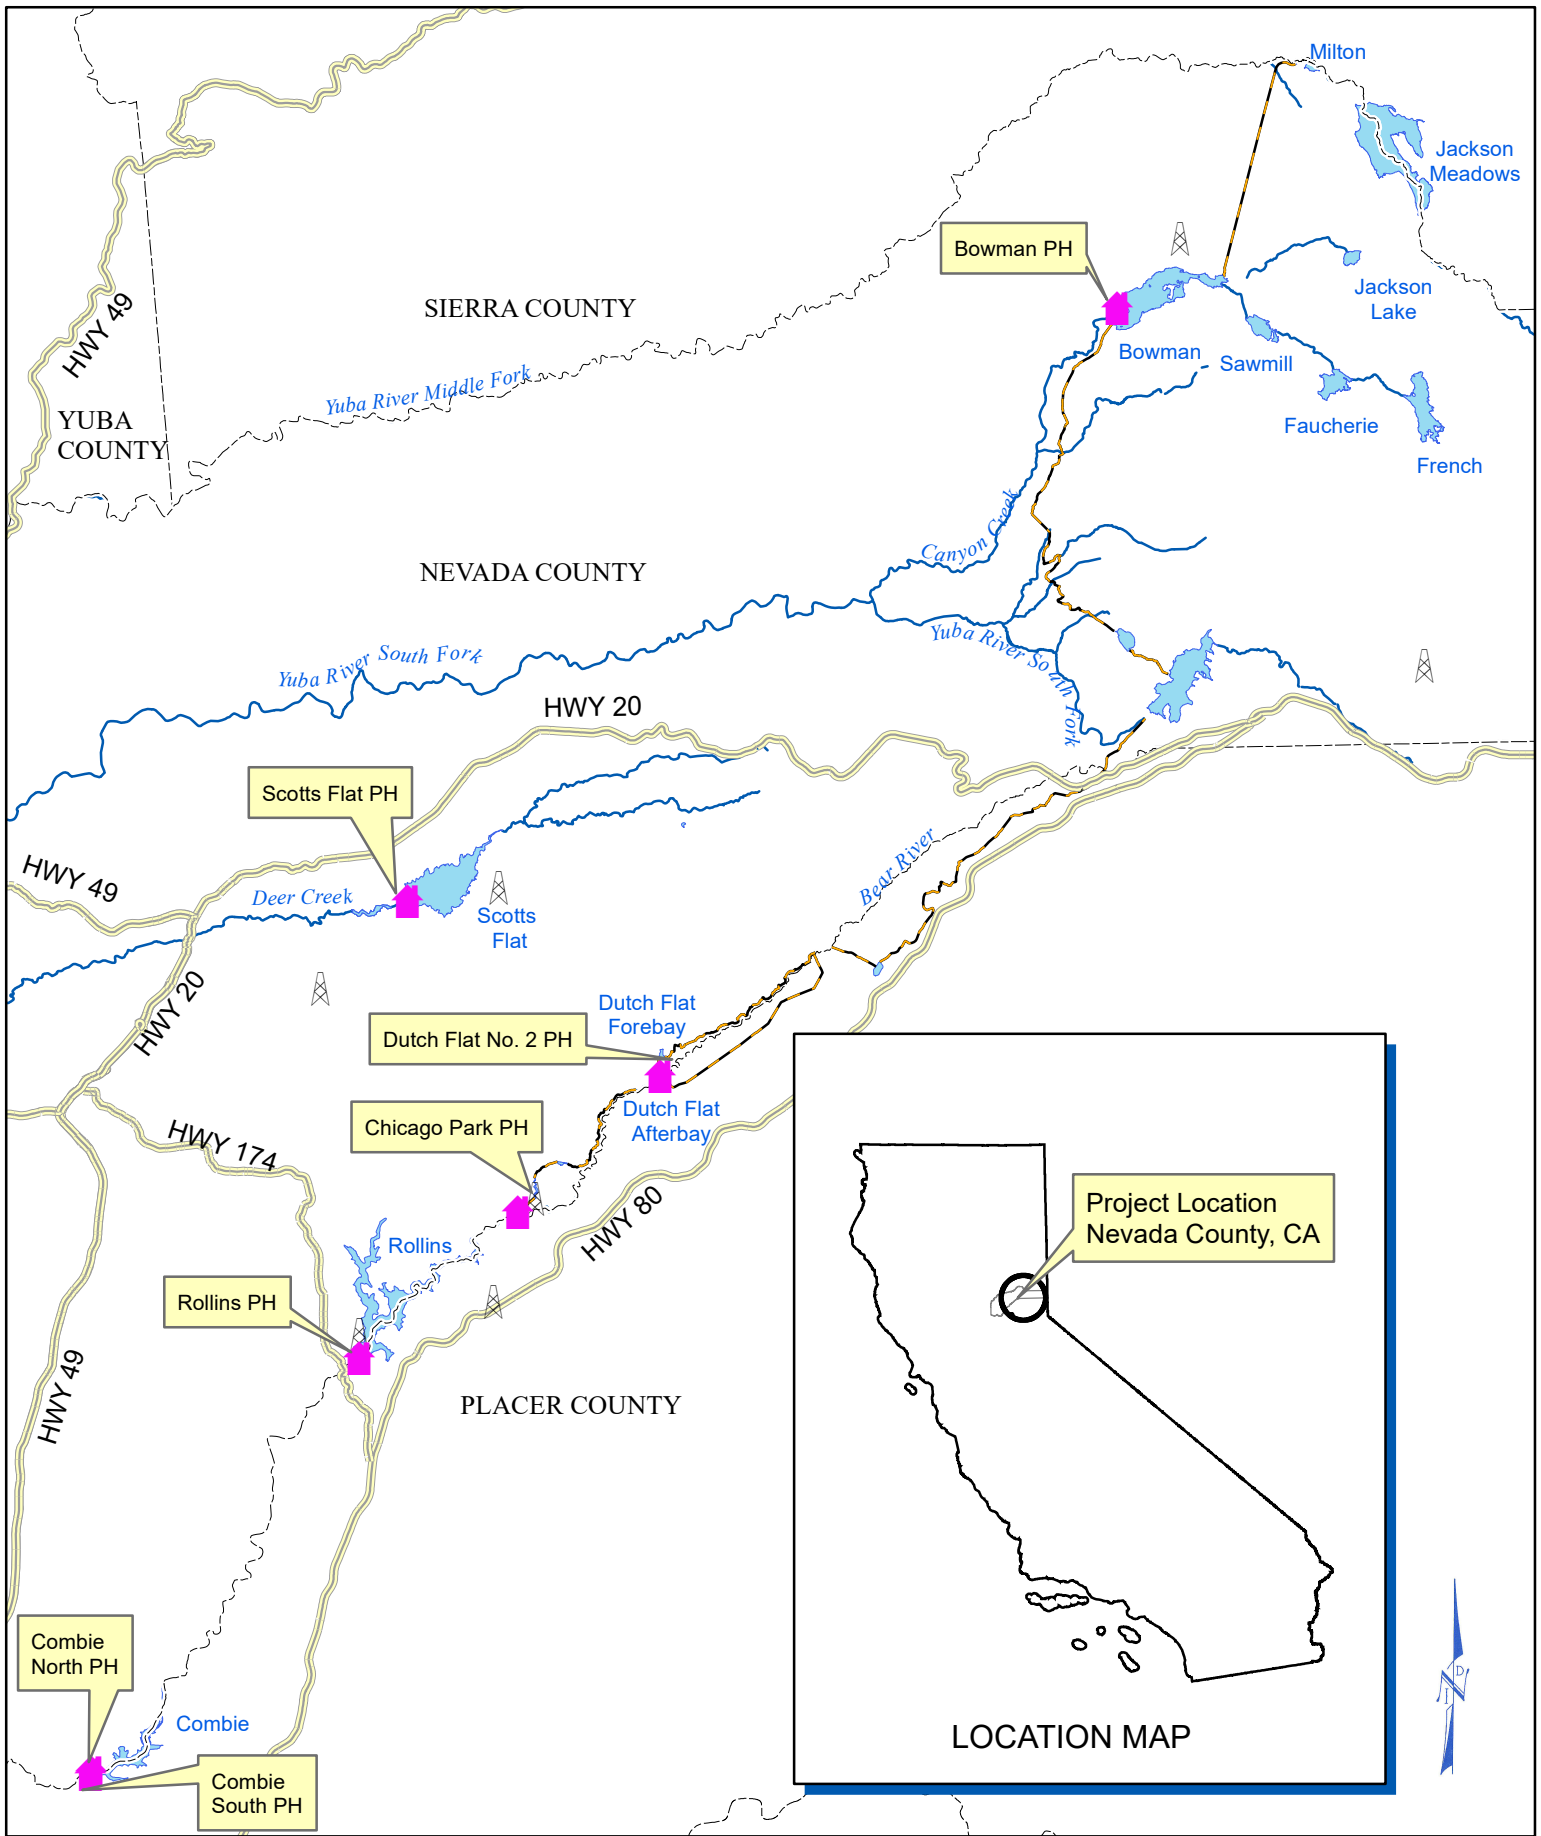 Milton
Jackson
Meadows
Bowman PH
Jackson
Lake
SIERRA COUNTY
HWY 49
Bowman
Sawmill
Yuba River Middle Fork
YUBA
COUNTY
Faucherie
French
Canyon Creek
NEVADA COUNTY
Yuba River South Fork
Yuba River South Fork
HWY 20
Scotts Flat PH
Bear River
HWY 49
Deer Creek
Scotts
Flat
HWY 20
Dutch Flat
Forebay
Dutch Flat No. 2 PH
Dutch Flat
Afterbay
Chicago Park PH
HWY 174
HWY 80
Rollins
Rollins PH
HWY 49
PLACER COUNTY
Project Location
Nevada County, CA
Combie
North PH
Combie
Combie
South PH
LOCATION MAP
N
I
D